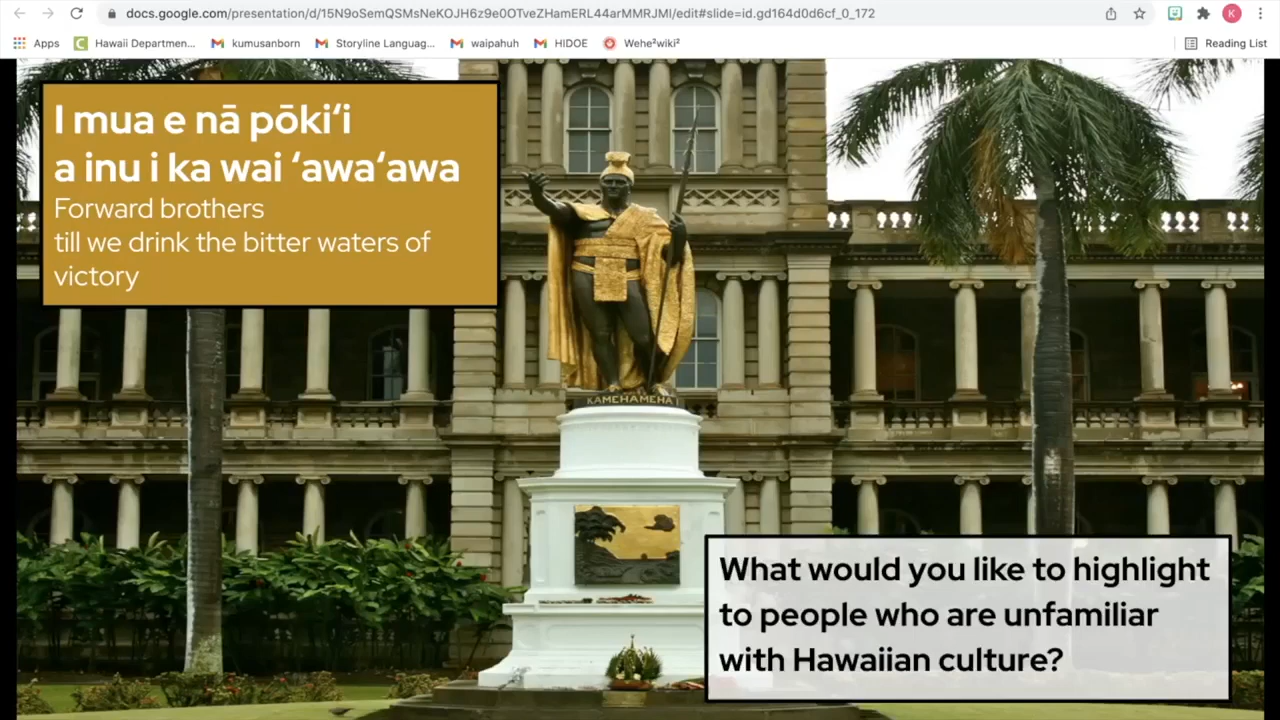 docs.google.com/presentation/d/15N9oSemQSMsNeKOJH6z9e0OTveZHamERL44arMMRJMI/edit#slide=id.gd164d0d6cf_0_172
K
Apps Hawaii Departmen... kumusanborn Storyline Languag... waipahuh HIDOE Wehe²wiki² Reading List
I mua e nā pōkiʻi
a inu i ka wai ʻawaʻawa
Forward brothers
till we drink the bitter waters of
victory
KAMEHAMEHA I
What would you like to highlight
to people who are unfamiliar
with Hawaiian culture?